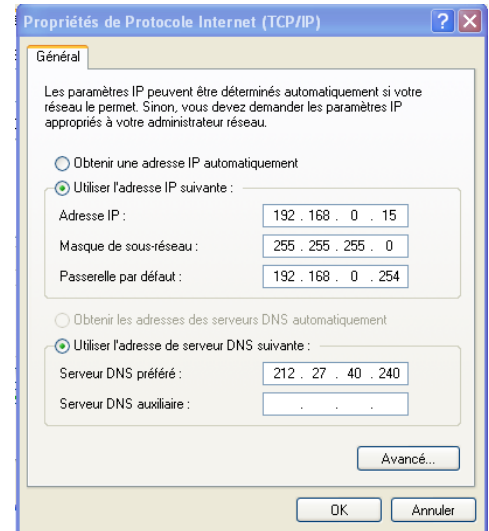 Propriétés de Protocole Internet (TCP/IP)
Général
Les paramètres IP peuvent être déterminés automatiquement si votre
réseau le permet. Sinon, vous devez demander les paramètres IP
appropriés à votre administrateur réseau.
Obtenir une adresse IP automatiquement
Utiliser l'adresse IP suivante :
Adresse IP : 192 . 168 . 0 . 15
Masque de sous-réseau : 255 . 255 . 255 . 0
Passerelle par défaut : 192 . 168 . 0 . 254
Obtenir les adresses des serveurs DNS automatiquement
Utiliser l'adresse de serveur DNS suivante :
Serveur DNS préféré : 212 . 27 . 40 . 240
Serveur DNS auxiliaire : . . .
Avancé...
OK Annuler